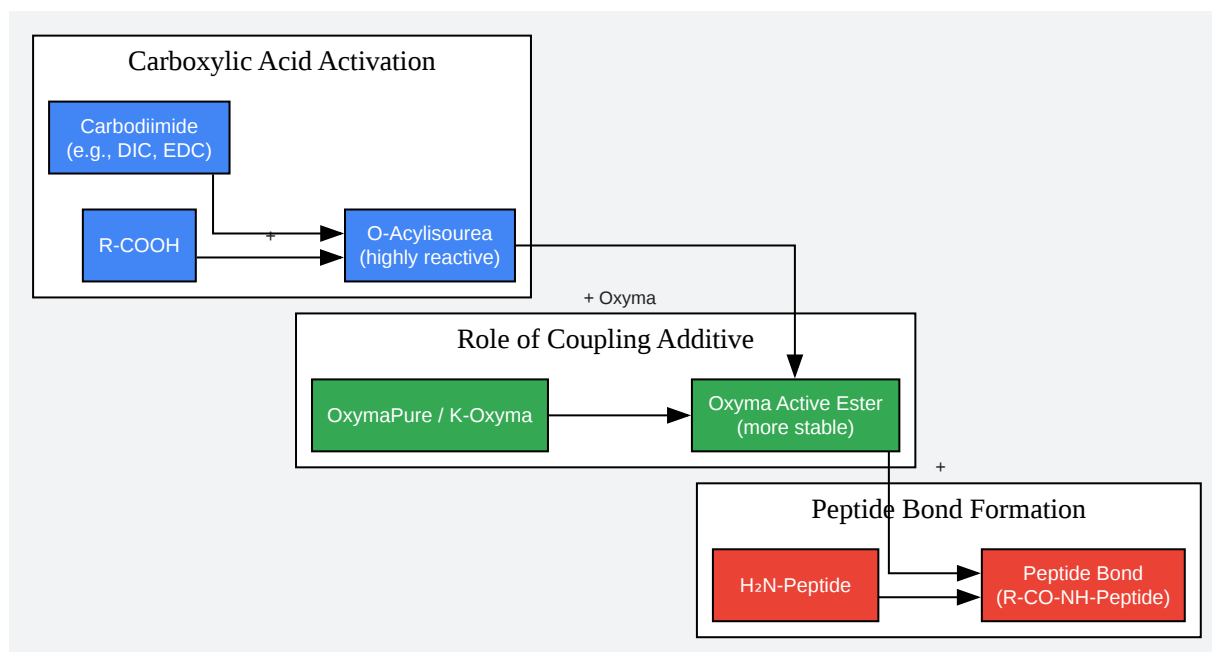 Carboxylic Acid Activation
Carbodiimide
(e.g., DIC, EDC)
R-COOH
+
O-Acylisourea
(highly reactive)
+ Oxyma
Role of Coupling Additive
OxymaPure / K-Oxyma
Oxyma Active Ester
(more stable)
+
Peptide Bond Formation
H₂N-Peptide
Peptide Bond
(R-CO-NH-Peptide)